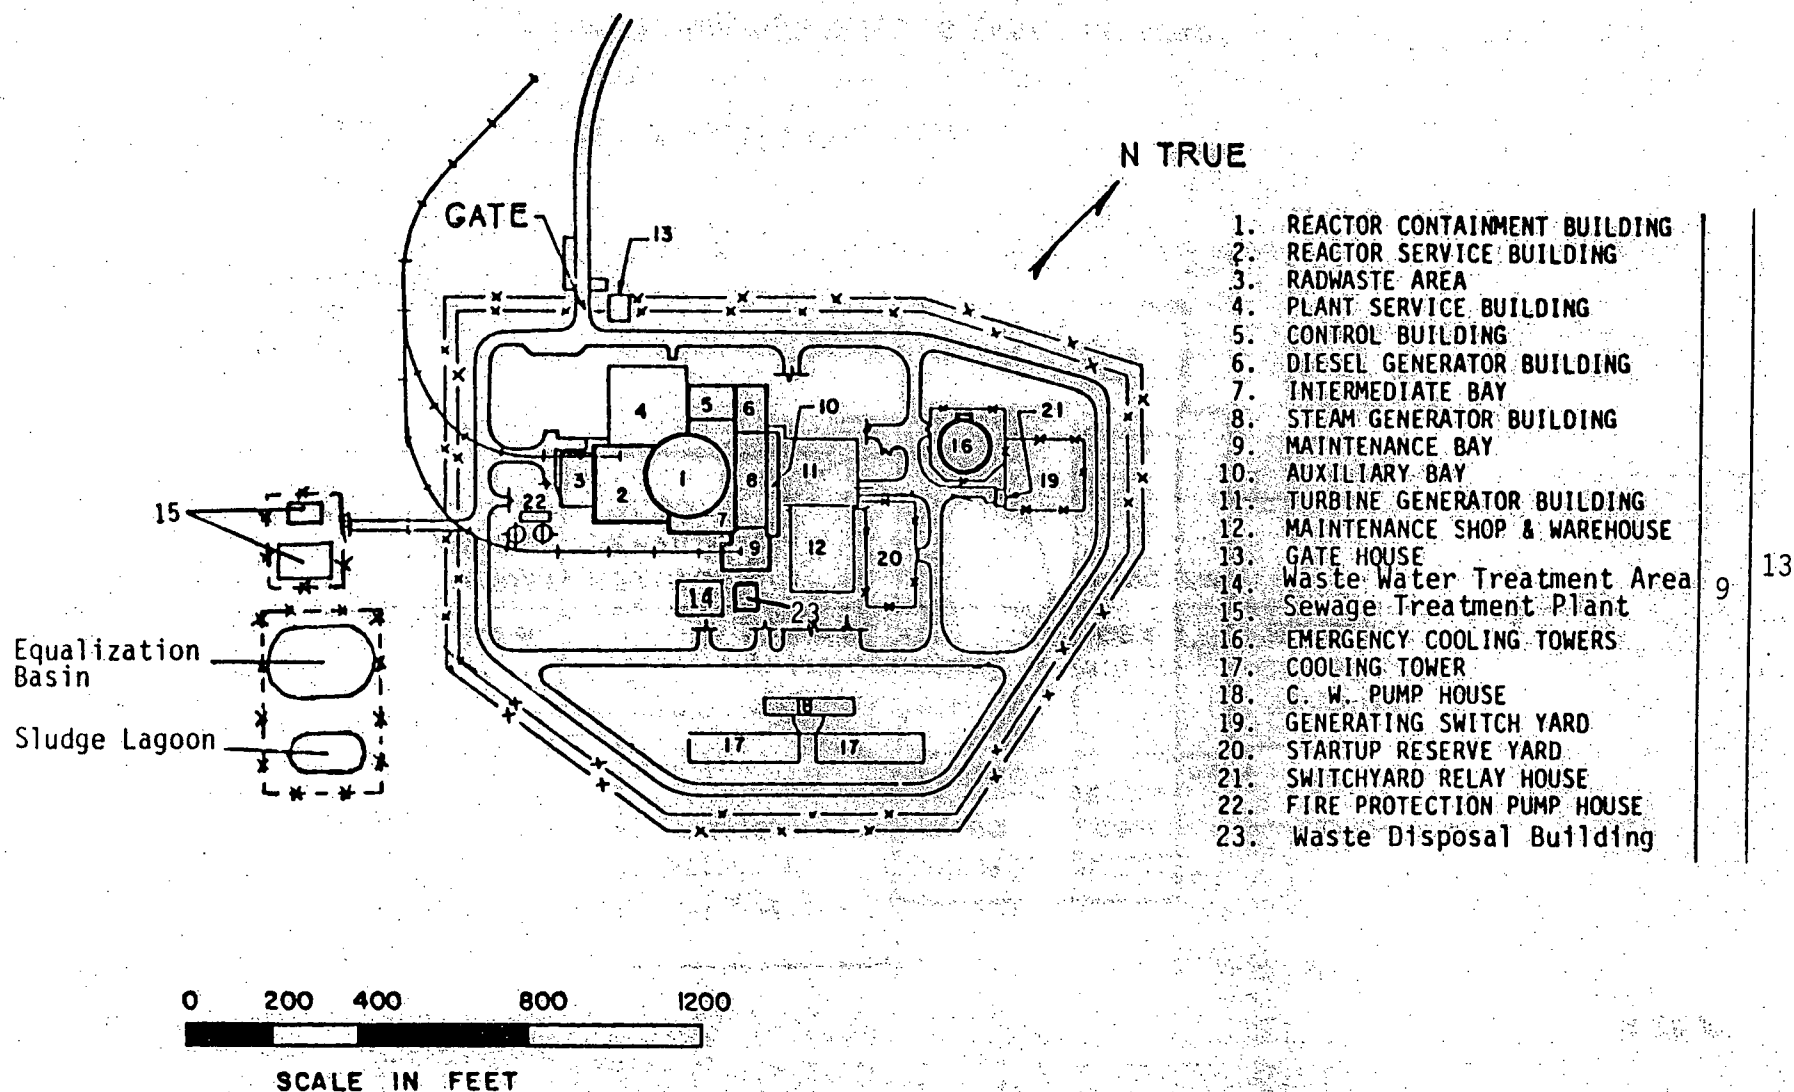 N TRUE
GATE
13
1. REACTOR CONTAINMENT BUILDING
2. REACTOR SERVICE BUILDING
3. RADWASTE AREA
4. PLANT SERVICE BUILDING
5. CONTROL BUILDING
6. DIESEL GENERATOR BUILDING
7. INTERMEDIATE BAY
8. STEAM GENERATOR BUILDING
9. MAINTENANCE BAY
10. AUXILIARY BAY
11. TURBINE GENERATOR BUILDING
12. MAINTENANCE SHOP & WAREHOUSE
13. GATE HOUSE
14. Waste Water Treatment Area
15. Sewage Treatment Plant
16. EMERGENCY COOLING TOWERS
17. COOLING TOWER
18. C. W. PUMP HOUSE
19. GENERATING SWITCH YARD
20. STARTUP RESERVE YARD
21. SWITCHYARD RELAY HOUSE
22. FIRE PROTECTION PUMP HOUSE
23. Waste Disposal Building
9
13
4
5
6
10
21
16
3
2
1
8
11
19
22
7
15
9
12
20
14
23
Equalization
Basin
18
Sludge Lagoon
17
17
0 200 400 800 1200
SCALE IN FEET